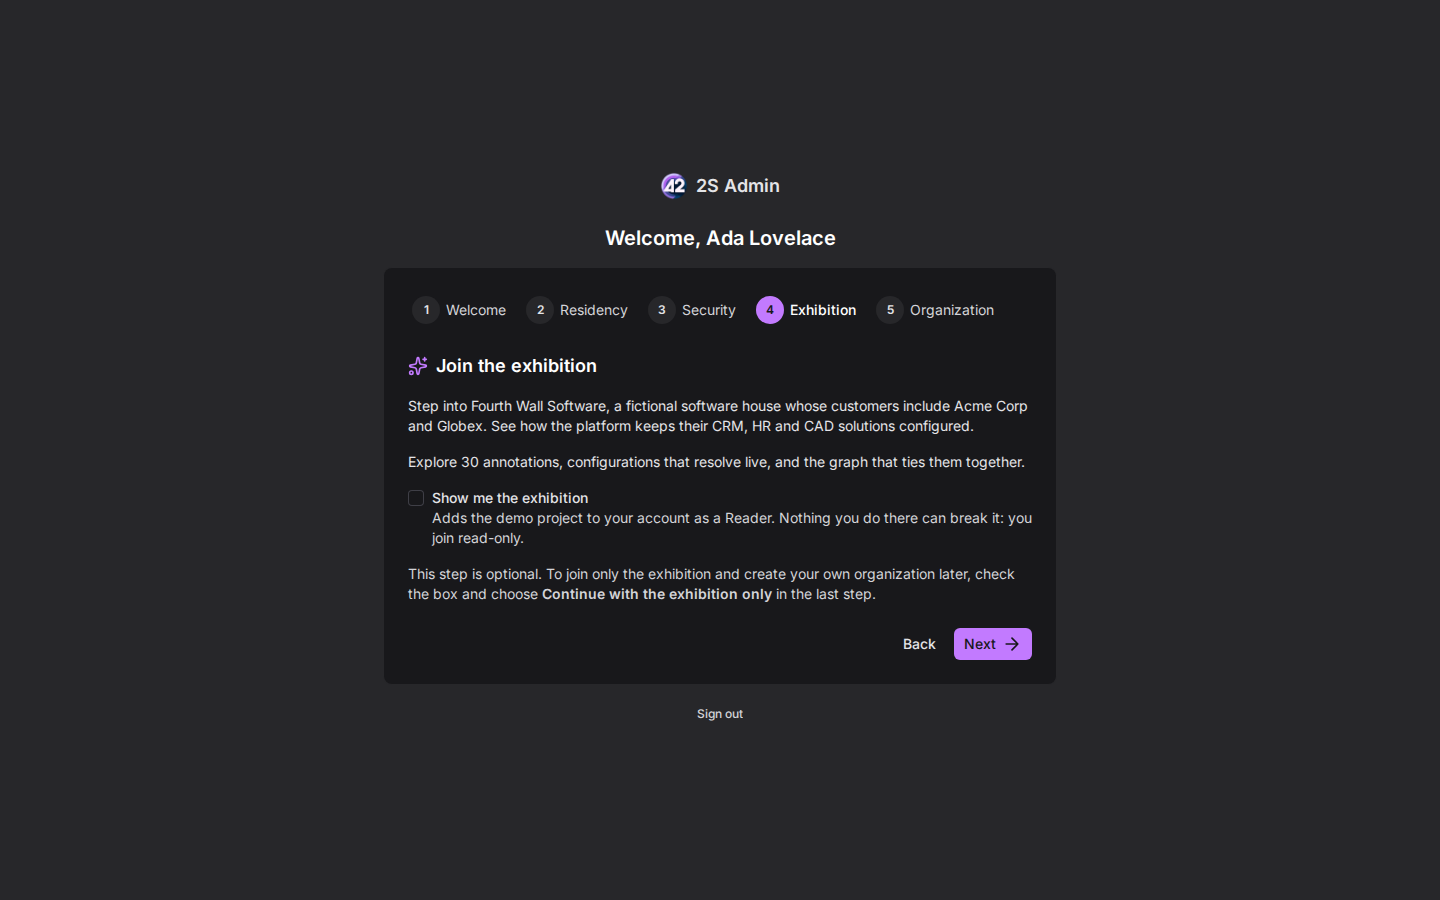 2S Admin
Welcome, Ada Lovelace
1 Welcome 2 Residency 3 Security 4 Exhibition 5 Organization
Join the exhibition
Step into Fourth Wall Software, a fictional software house whose customers include Acme Corp
and Globex. See how the platform keeps their CRM, HR and CAD solutions configured.
Explore 30 annotations, configurations that resolve live, and the graph that ties them together.
Show me the exhibition
Adds the demo project to your account as a Reader. Nothing you do there can break it: you
join read-only.
This step is optional. To join only the exhibition and create your own organization later, check
the box and choose Continue with the exhibition only in the last step.
Back Next
Sign out